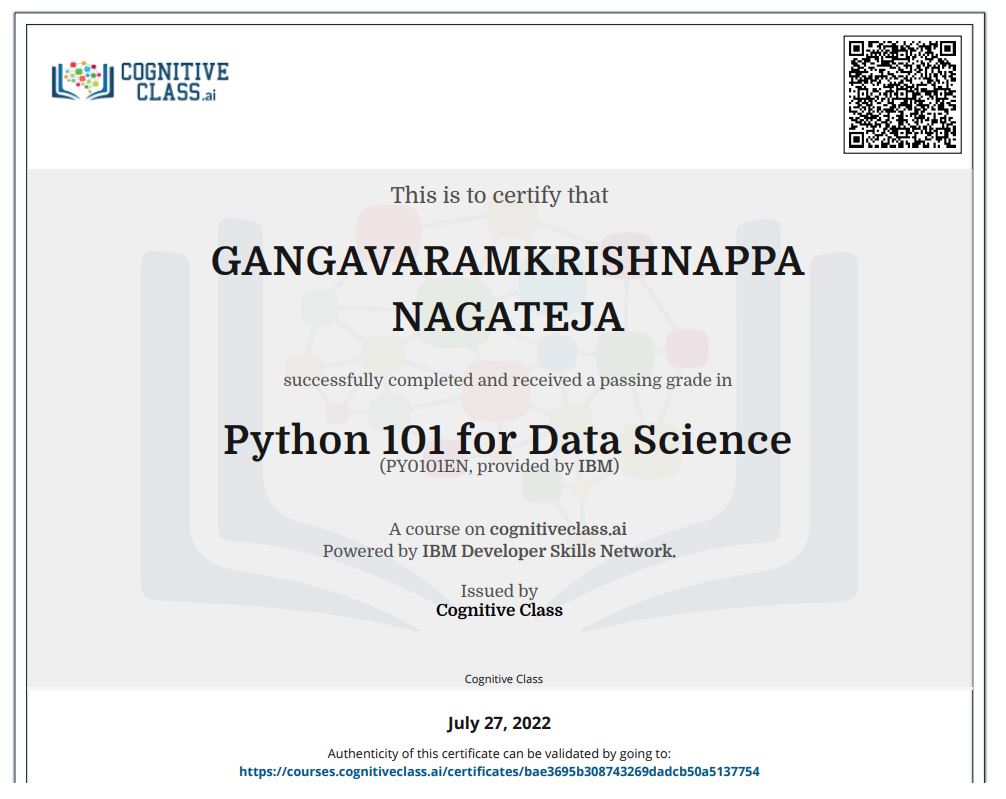 COGNITIVE
CLASS.ai
This is to certify that
GANGAVARAMKRISHNAPPA
NAGATEJA
successfully completed and received a passing grade in
Python 101 for Data Science
(PY0101EN, provided by IBM)
A course on cognitiveclass.ai
Powered by IBM Developer Skills Network.
Issued by
Cognitive Class
Cognitive Class
July 27, 2022
Authenticity of this certificate can be validated by going to:
https://courses.cognitiveclass.ai/certificates/bae3695b308743269dadcb50a5137754